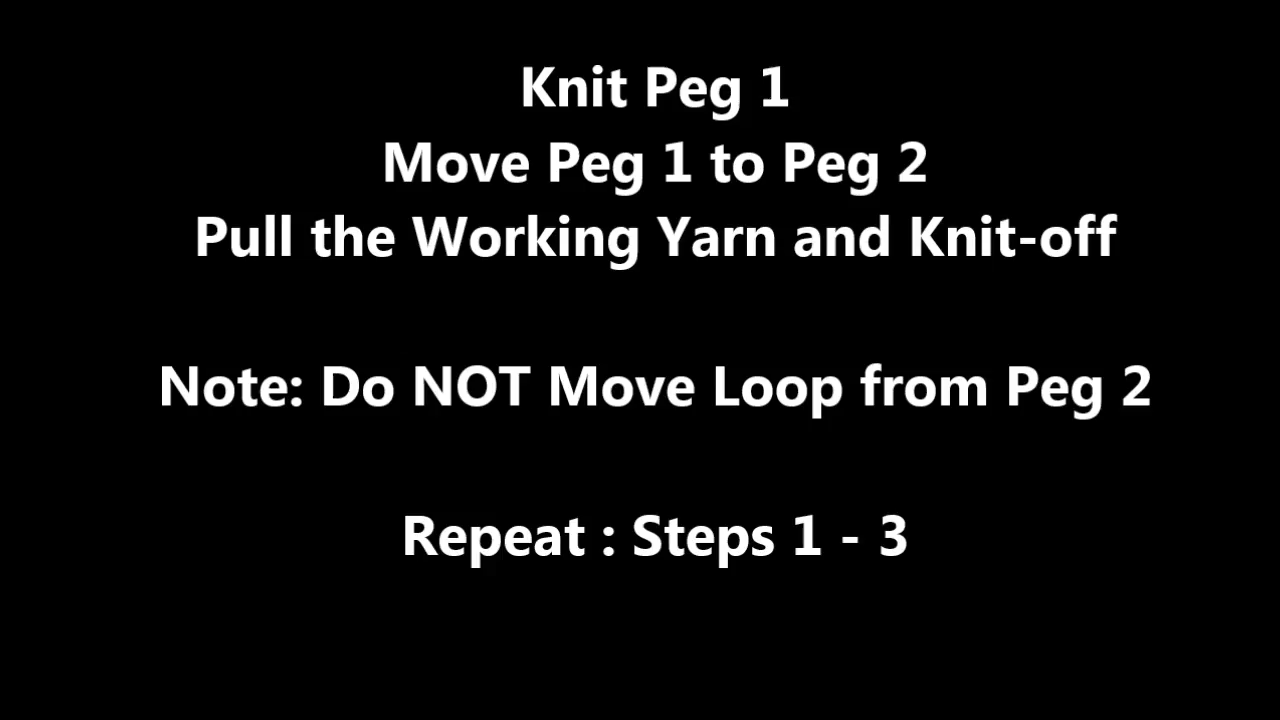 Knit Peg 1
Move Peg 1 to Peg 2
Pull the Working Yarn and Knit-off
Note: Do NOT Move Loop from Peg 2
Repeat : Steps 1 - 3